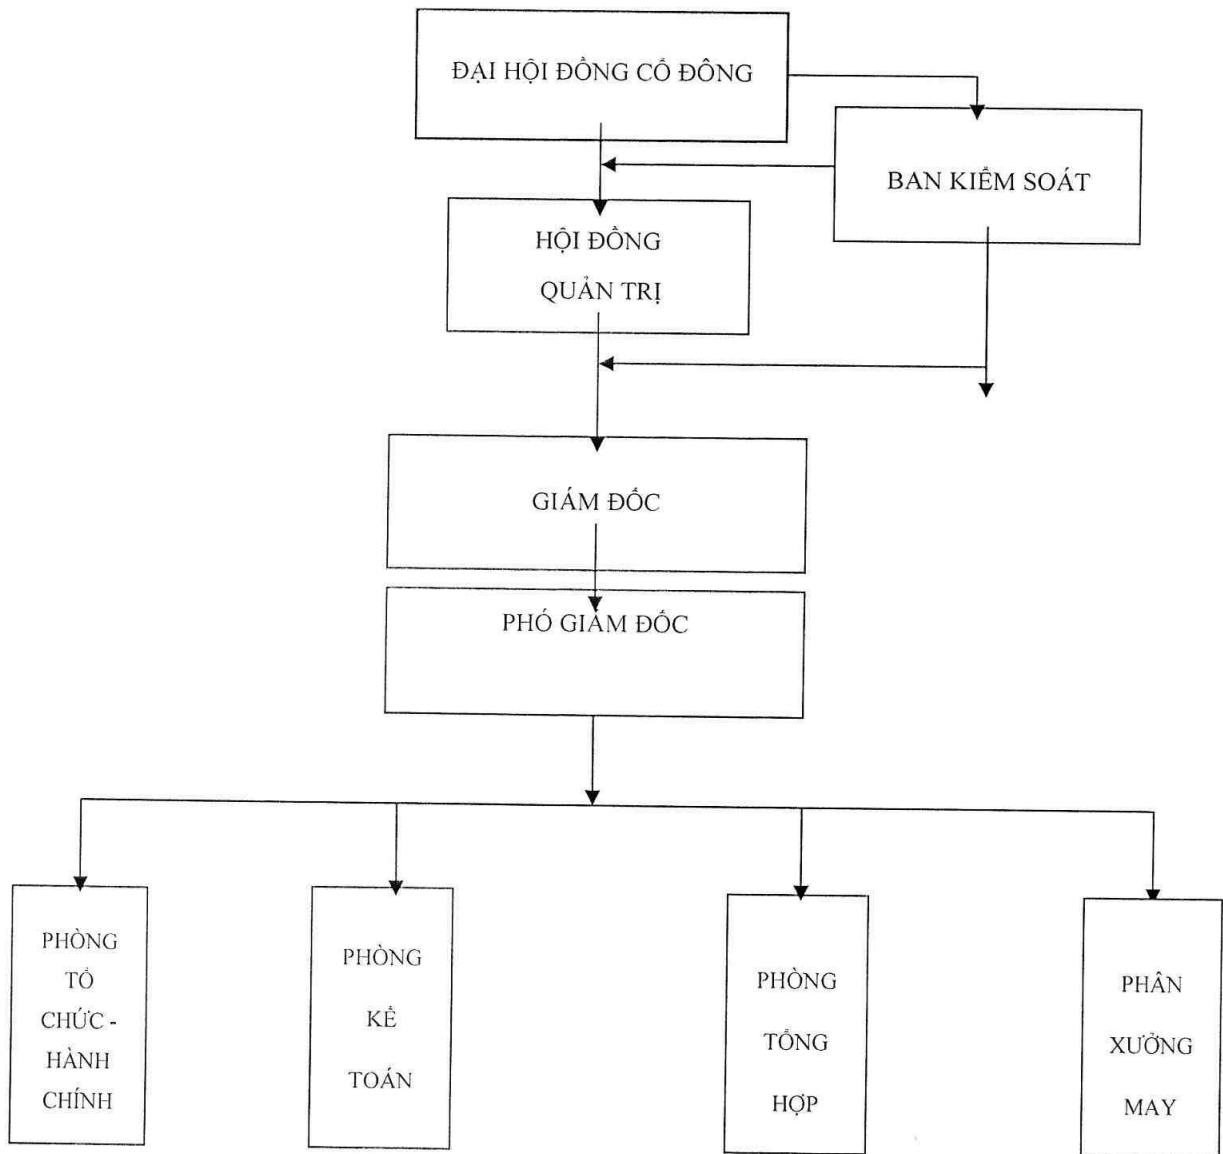 ĐẠI HỘI ĐỒNG CỔ ĐÔNG
BAN KIỂM SOÁT
HỘI ĐỒNG
QUẢN TRỊ
GIÁM ĐỐC
PHÓ GIÁM ĐỐC
PHÒNG
TỔ
CHỨC -
HÀNH
CHÍNH
PHÒNG
KẾ
TOÁN
PHÒNG
TỔNG
HỢP
PHÂN
XƯỞNG
MAY